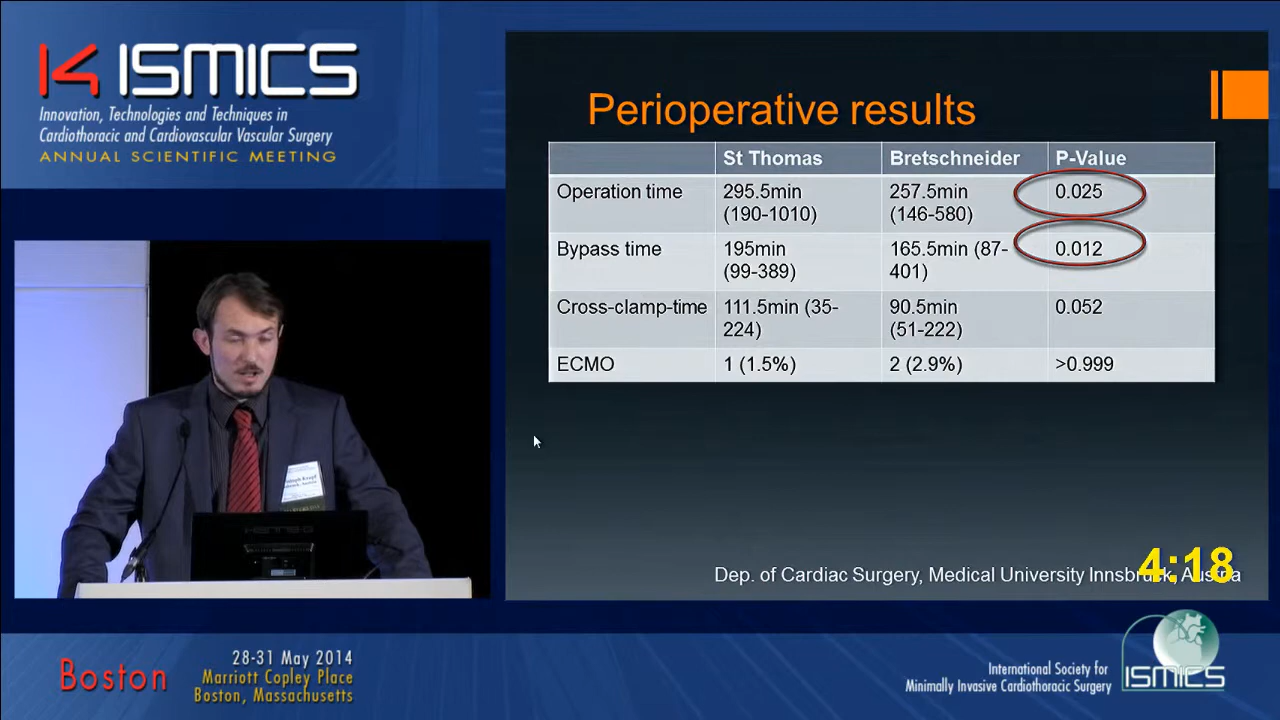 ISMICS
Innovation, Technologies and Techniques in
Cardiothoracic and Cardiovascular Vascular Surgery
ANNUAL SCIENTIFIC MEETING
Perioperative results
St Thomas Bretschneider P-Value
Operation time 295.5min (190-1010) 257.5min (146-580) 0.025
Bypass time 195min (99-389) 165.5min (87-401) 0.012
Cross-clamp-time 111.5min (35-224) 90.5min (51-222) 0.052
ECMO 1 (1.5%) 2 (2.9%) >0.999
4:18
Dep. of Cardiac Surgery, Medical University Innsbruck, Austria
Boston
28-31 May 2014
Marriott Copley Place
Boston, Massachusetts
International Society for
Minimally Invasive Cardiothoracic Surgery
ISMICS